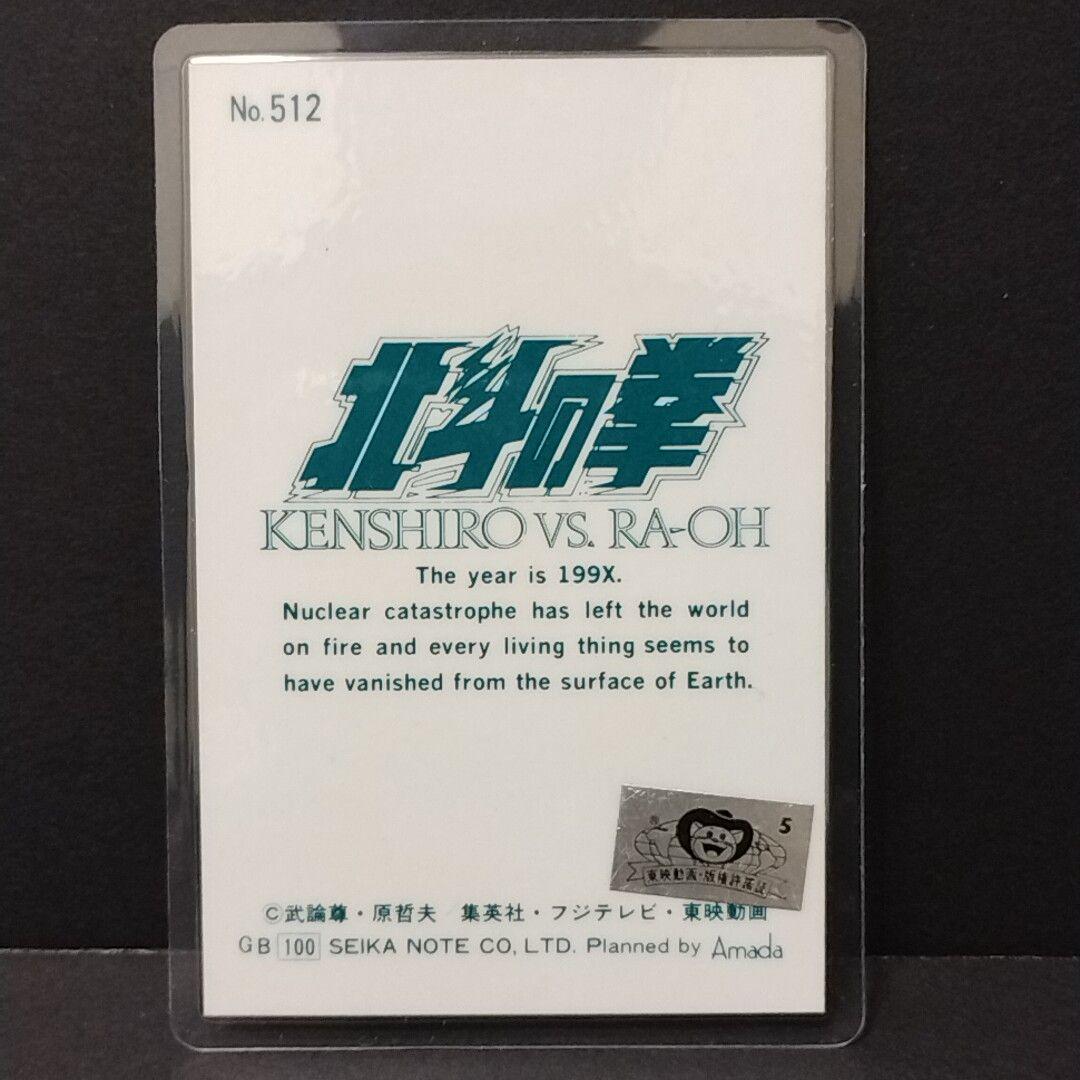 No. 512
北斗の拳
KENSHIRO VS. RA-OH
The year is 199X.
Nuclear catastrophe has left the world
on fire and every living thing seems to
have vanished from the surface of Earth.
5
東映動画・版権許諾証
©武論尊・原哲夫 集英社・フジテレビ・東映動画
GB 100 SEIKA NOTE CO, LTD. Planned by Amada